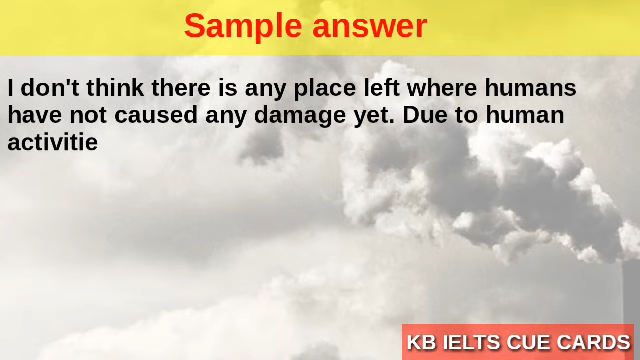 Sample answer
I don't think there is any place left where humans
have not caused any damage yet. Due to human
activitie
KB IELTS CUE CARDS